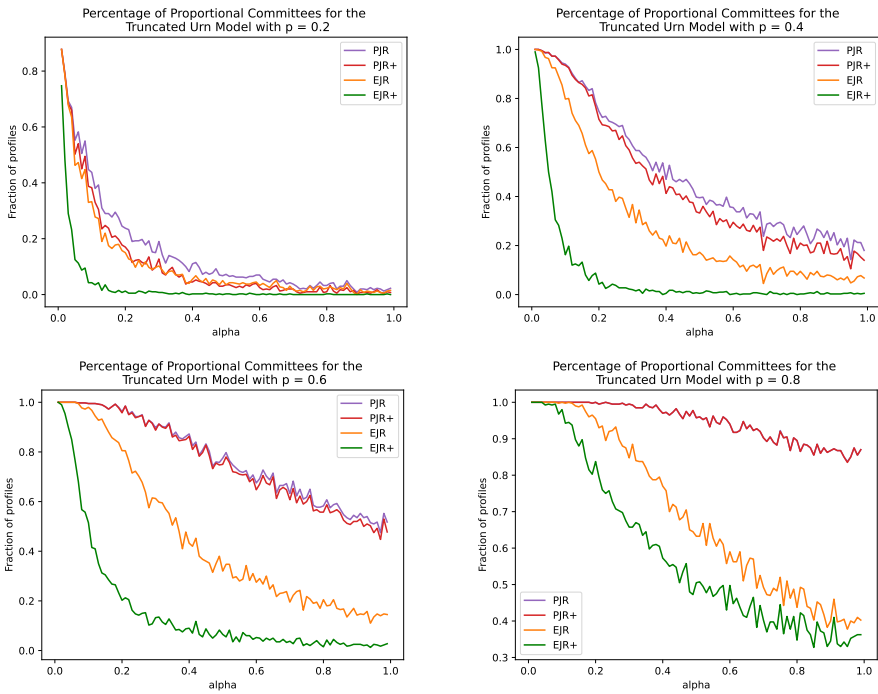 Percentage of Proportional Committees for the
Truncated Urn Model with p = 0.2
PJR
PJR+
EJR
EJR+
Fraction of profiles
0.8
0.6
0.4
0.2
0.0
0.0 0.2 0.4 0.6 0.8 1.0
alpha
Percentage of Proportional Committees for the
Truncated Urn Model with p = 0.4
PJR
PJR+
EJR
EJR+
Fraction of profiles
1.0
0.8
0.6
0.4
0.2
0.0
0.0 0.2 0.4 0.6 0.8 1.0
alpha
Percentage of Proportional Committees for the
Truncated Urn Model with p = 0.6
PJR
PJR+
EJR
EJR+
Fraction of profiles
1.0
0.8
0.6
0.4
0.2
0.0
0.0 0.2 0.4 0.6 0.8 1.0
alpha
Percentage of Proportional Committees for the
Truncated Urn Model with p = 0.8
Fraction of profiles
1.0
0.9
0.8
0.7
0.6
0.5
0.4
0.3
PJR
PJR+
EJR
EJR+
0.0 0.2 0.4 0.6 0.8 1.0
alpha